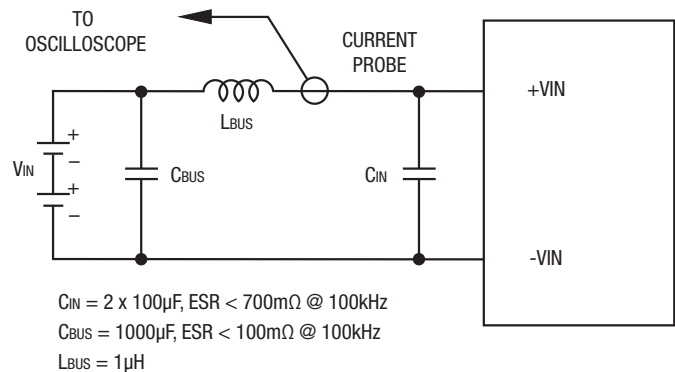 TO
OSCILLOSCOPE
CURRENT
PROBE
+VIN
LBUS
+
VIN
−
+
−
CBUS
CIN
-VIN
CIN = 2 x 100µF, ESR < 700mΩ @ 100kHz
CBUS = 1000µF, ESR < 100mΩ @ 100kHz
LBUS = 1µH